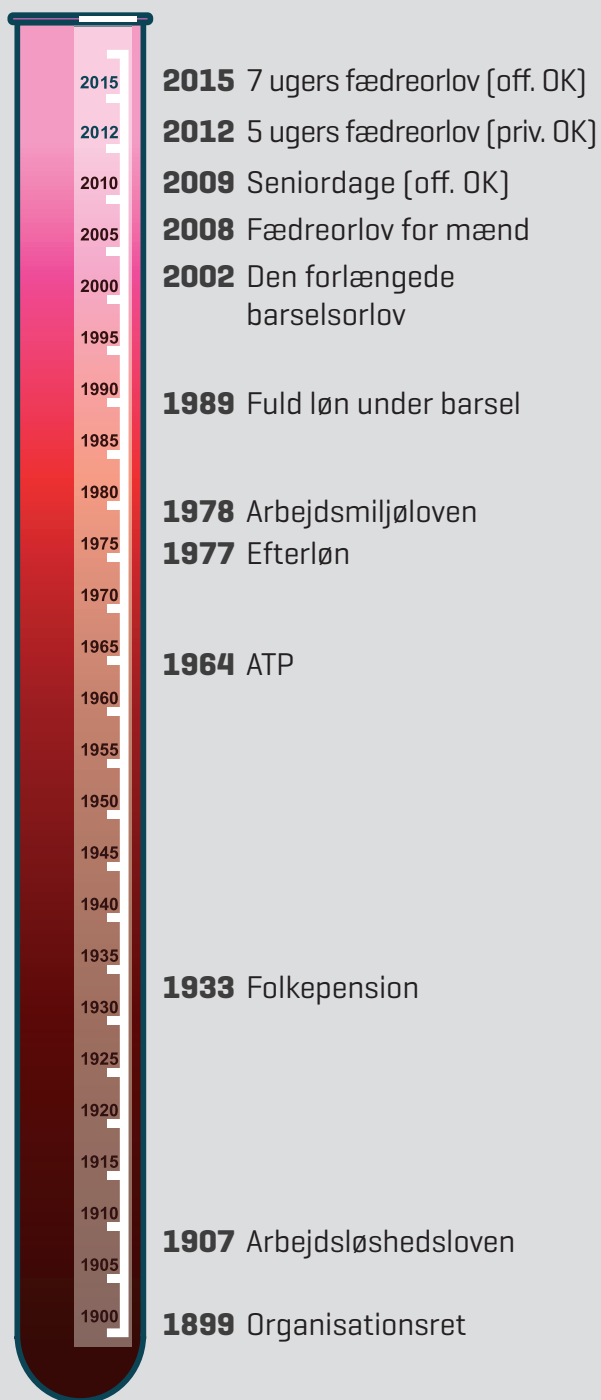 2015
2012
2010
2005
2000
1995
1990
1985
1980
1975
1970
1965
1960
1955
1950
1945
1940
1935
1930
1925
1920
1915
1910
1905
1900
2015 7 ugers fædreorlov (off. OK)
2012 5 ugers fædreorlov (priv. OK)
2009 Seniordage (off. OK)
2008 Fædreorlov for mænd
2002 Den forlængede
barselsorlov
1989 Fuld løn under barsel
1978 Arbejdsmiljøloven
1977 Efterløn
1964 ATP
1933 Folkepension
1907 Arbejdsløshedsloven
1899 Organisationsret